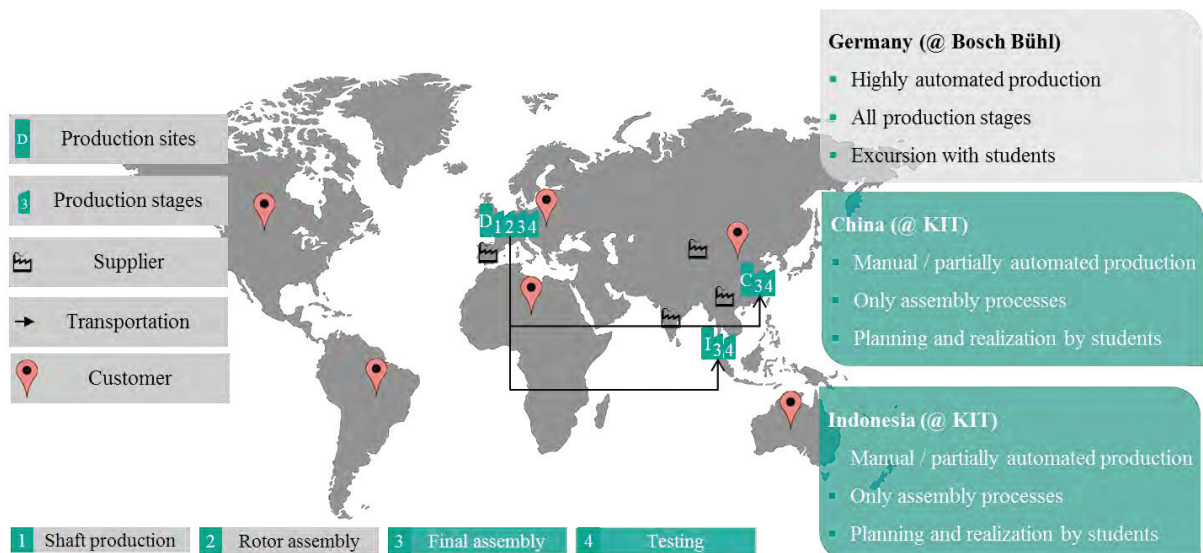 Germany (@ Bosch Bühl)
Highly automated production
All production stages
Excursion with students
D Production sites
3 Production stages
Supplier
Transportation
Customer
D 1 2 3 4
C 3 4
I 3 4
China (@ KIT)
Manual / partially automated production
Only assembly processes
Planning and realization by students
Indonesia (@ KIT)
Manual / partially automated production
Only assembly processes
Planning and realization by students
1 Shaft production
2 Rotor assembly
3 Final assembly
4 Testing